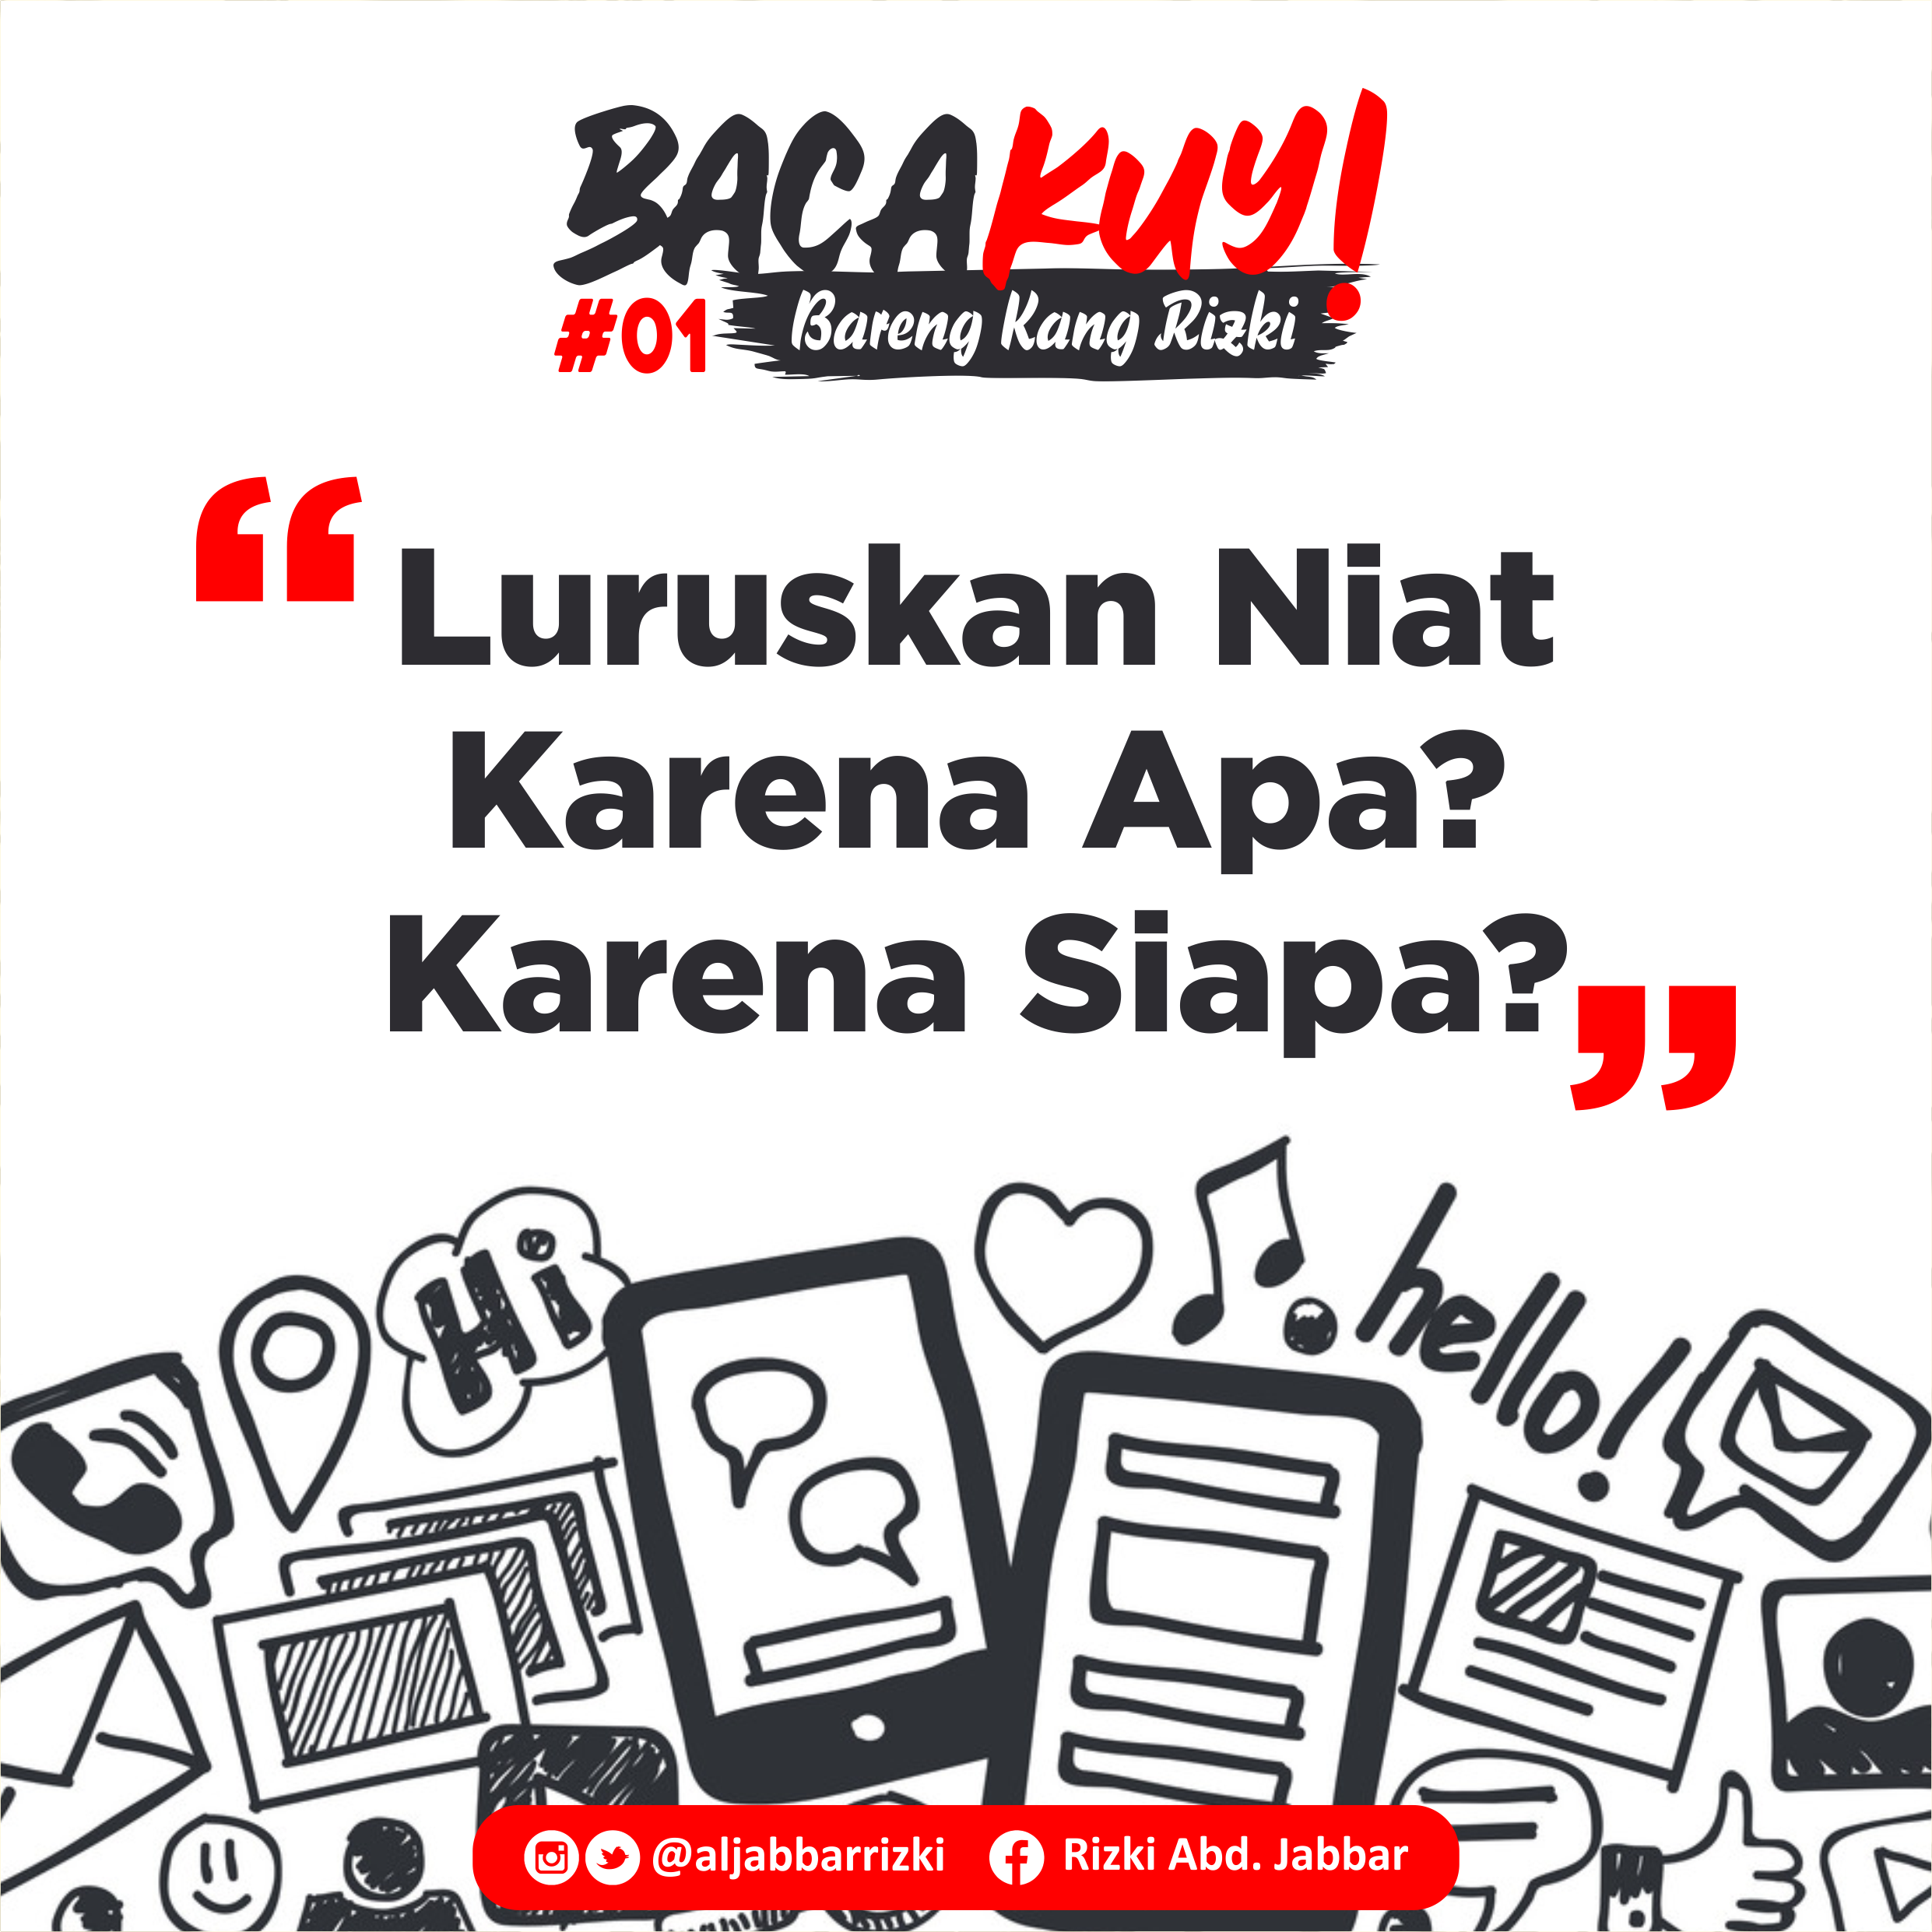 BACAKUY!
#01 Bareng Kang Rizki
“Luruskan Niat
Karena Apa?
Karena Siapa?”
Hi
hello!
@aljabbarrizki Rizki Abd. Jabbar